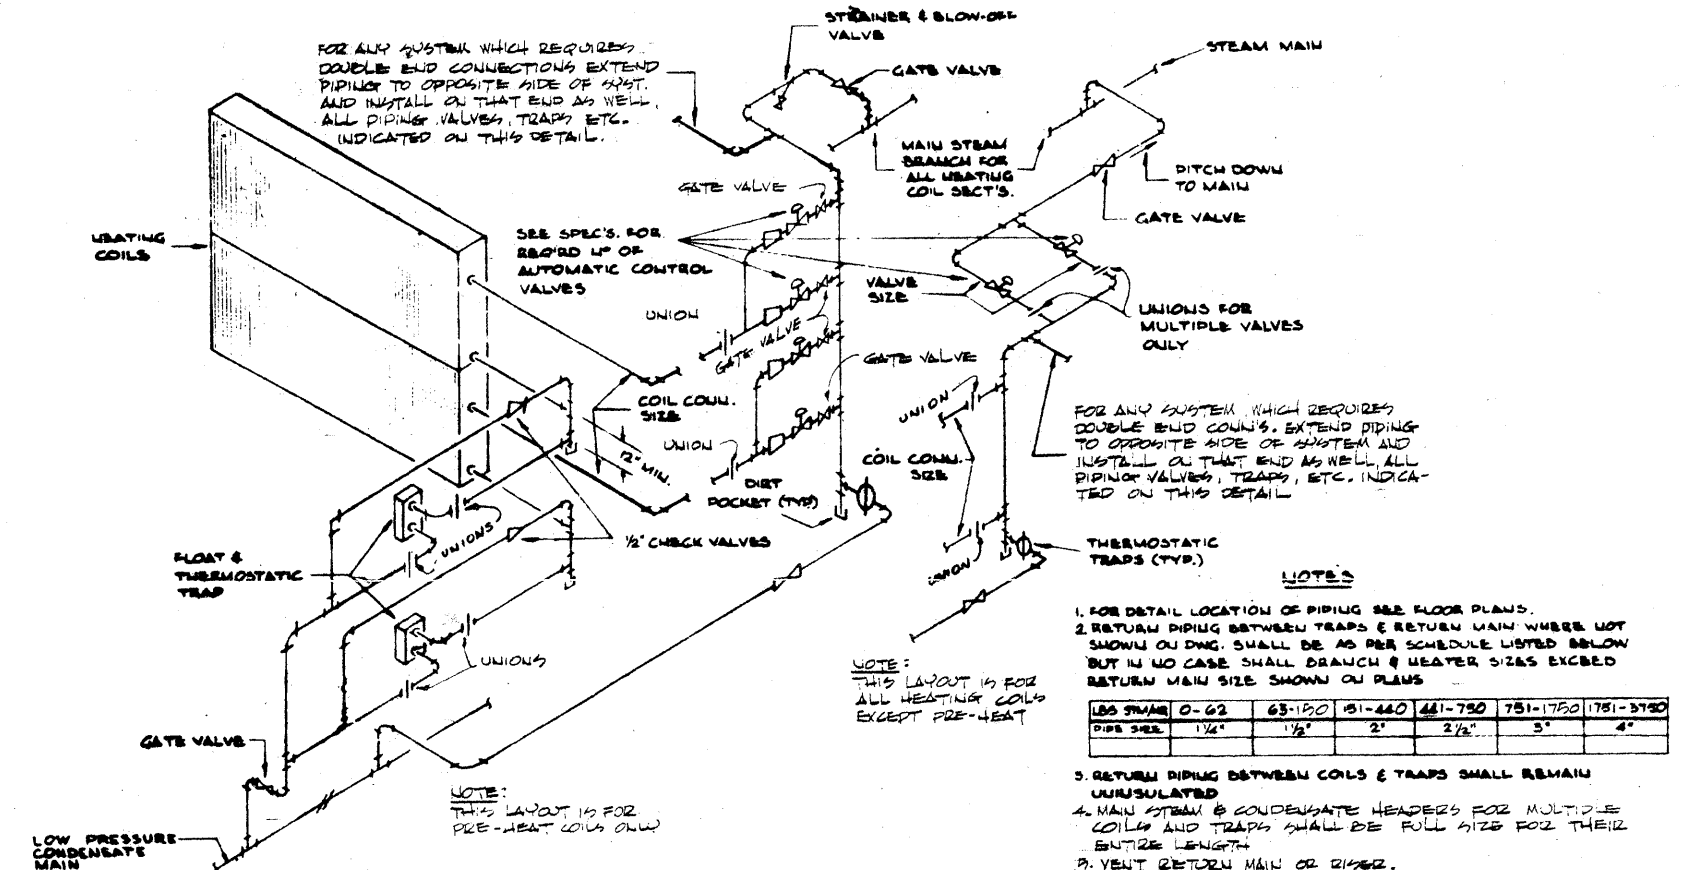 STRAINER & BLOW-OFF
VALVE
GATE VALVE
STEAM MAIN
FOR ANY SYSTEM WHICH REQUIRES
DOUBLE END CONNECTIONS EXTEND
PIPING TO OPPOSITE SIDE OF SYST.
AND INSTALL ON THAT END AS WELL,
ALL PIPING VALVES, TRAPS ETC.
INDICATED ON THIS DETAIL.
MAIN STEAM
BRANCH FOR
ALL HEATING
COIL SECT'S.
PITCH DOWN
TO MAIN
GATE VALVE
GATE VALVE
HEATING
COILS
SEE SPEC'S. FOR
REQ'RD Nº OF
AUTOMATIC CONTROL
VALVES
VALVE
SIZE
UNION
GATE VALVE
UNIONS FOR
MULTIPLE VALVES
ONLY
GATE VALVE
COIL CONN.
SIZE
UNION
UNION
12" MIN.
DIRT
POCKET (TYP.)
COIL CONN.
SIZE
FOR ANY SYSTEM WHICH REQUIRES
DOUBLE END CONN'S. EXTEND PIPING
TO OPPOSITE SIDE OF SYSTEM AND
INSTALL ON THAT END AS WELL, ALL
PIPING VALVES, TRAPS, ETC. INDICA-
TED ON THIS DETAIL
UNIONS
1/2" CHECK VALVES
FLOAT &
THERMOSTATIC
TRAP
UNION
THERMOSTATIC
TRAPS (TYP.)
UNIONS
NOTE:
THIS LAYOUT IS FOR
ALL HEATING COILS
EXCEPT PRE-HEAT
GATE VALVE
NOTE:
THIS LAYOUT IS FOR
PRE-HEAT COILS ONLY
LOW PRESSURE
CONDENSATE
MAIN
NOTE'S
1. FOR DETAIL LOCATION OF PIPING SEE FLOOR PLANS.
2. RETURN PIPING BETWEEN TRAPS & RETURN MAIN WHERE NOT
SHOWN ON DWG. SHALL BE AS PER SCHEDULE LISTED BELOW
BUT IN NO CASE SHALL BRANCH & HEATER SIZES EXCEED
RETURN MAIN SIZE SHOWN ON PLANS
LBS STM/HR 0-62 63-150 151-440 441-750 751-1750 1751-3750
PIPE SIZE 1 1/4" 1 1/2" 2" 2 1/2" 3" 4"
3. RETURN PIPING BETWEEN COILS & TRAPS SHALL REMAIN
UNINSULATED
4. MAIN STEAM & CONDENSATE HEADERS FOR MULTIPLE
COILS AND TRAPS SHALL BE FULL SIZE FOR THEIR
ENTIRE LENGTH
5. VENT RETURN MAIN OR RISER.